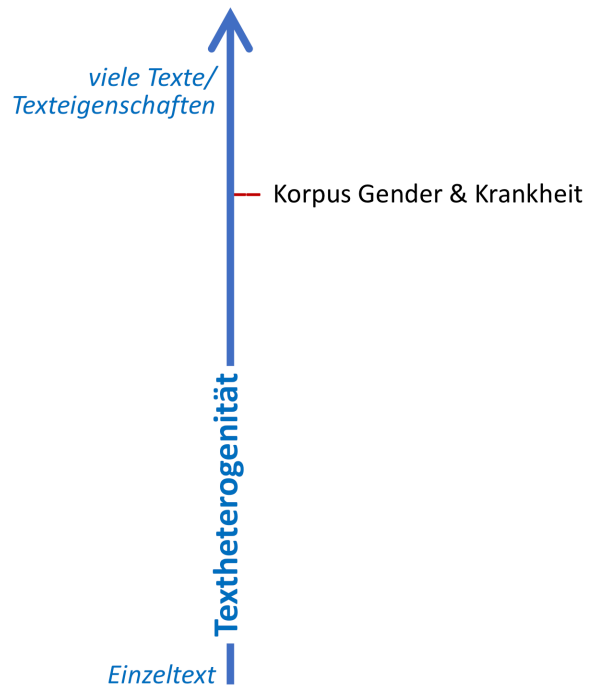 viele Texte/
Texteigenschaften
Korpus Gender & Krankheit
Textheterogenität
Einzeltext